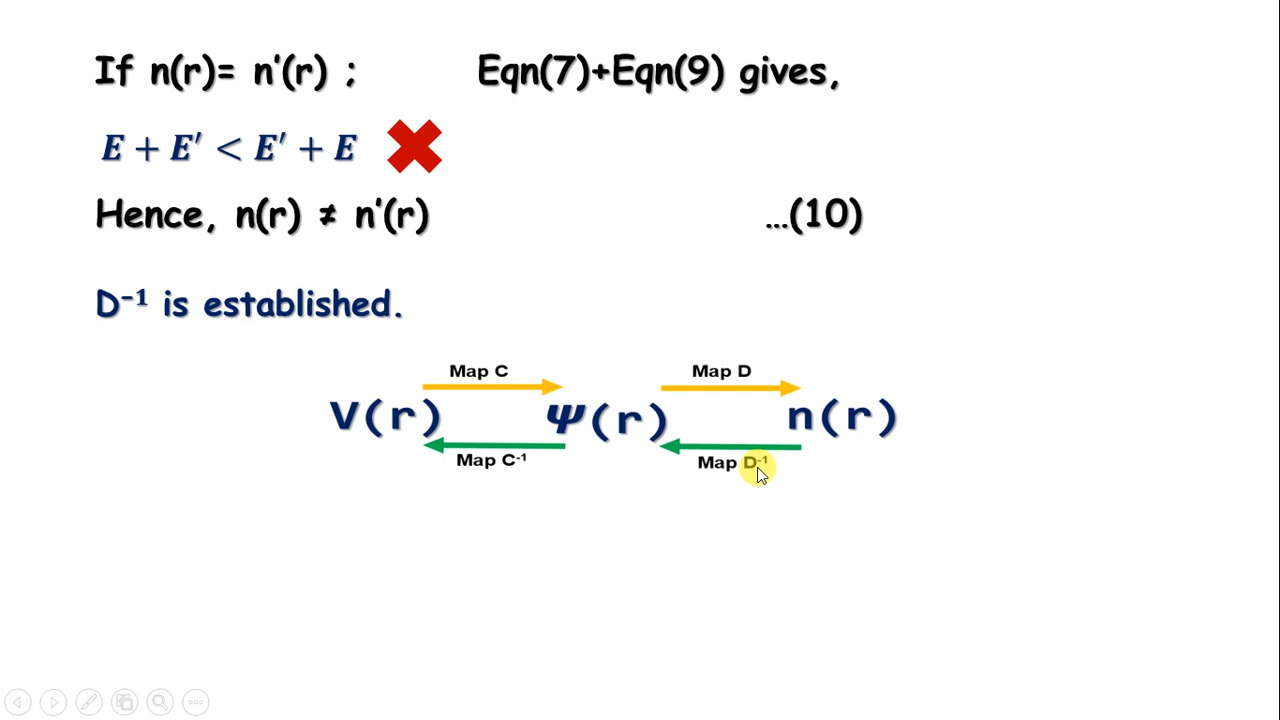 If n(r)= n'(r) ; Eqn(7)+Eqn(9) gives,
E + E′ < E′ + E
Hence, n(r) ≠ n'(r) ...(10)
D⁻¹ is established.
Map C Map D
V(r) Ψ(r) n(r)
Map C⁻¹ Map D⁻¹